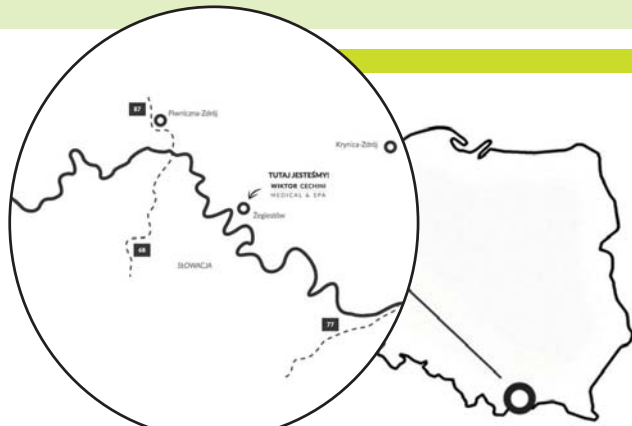 87
Piwniczna-Zdrój
Krynica-Zdrój
TUTAJ JESTEŚMY!
WIKTOR CECHINI
MEDICAL & SPA
Żegiestów
68
SŁOWACJA
77